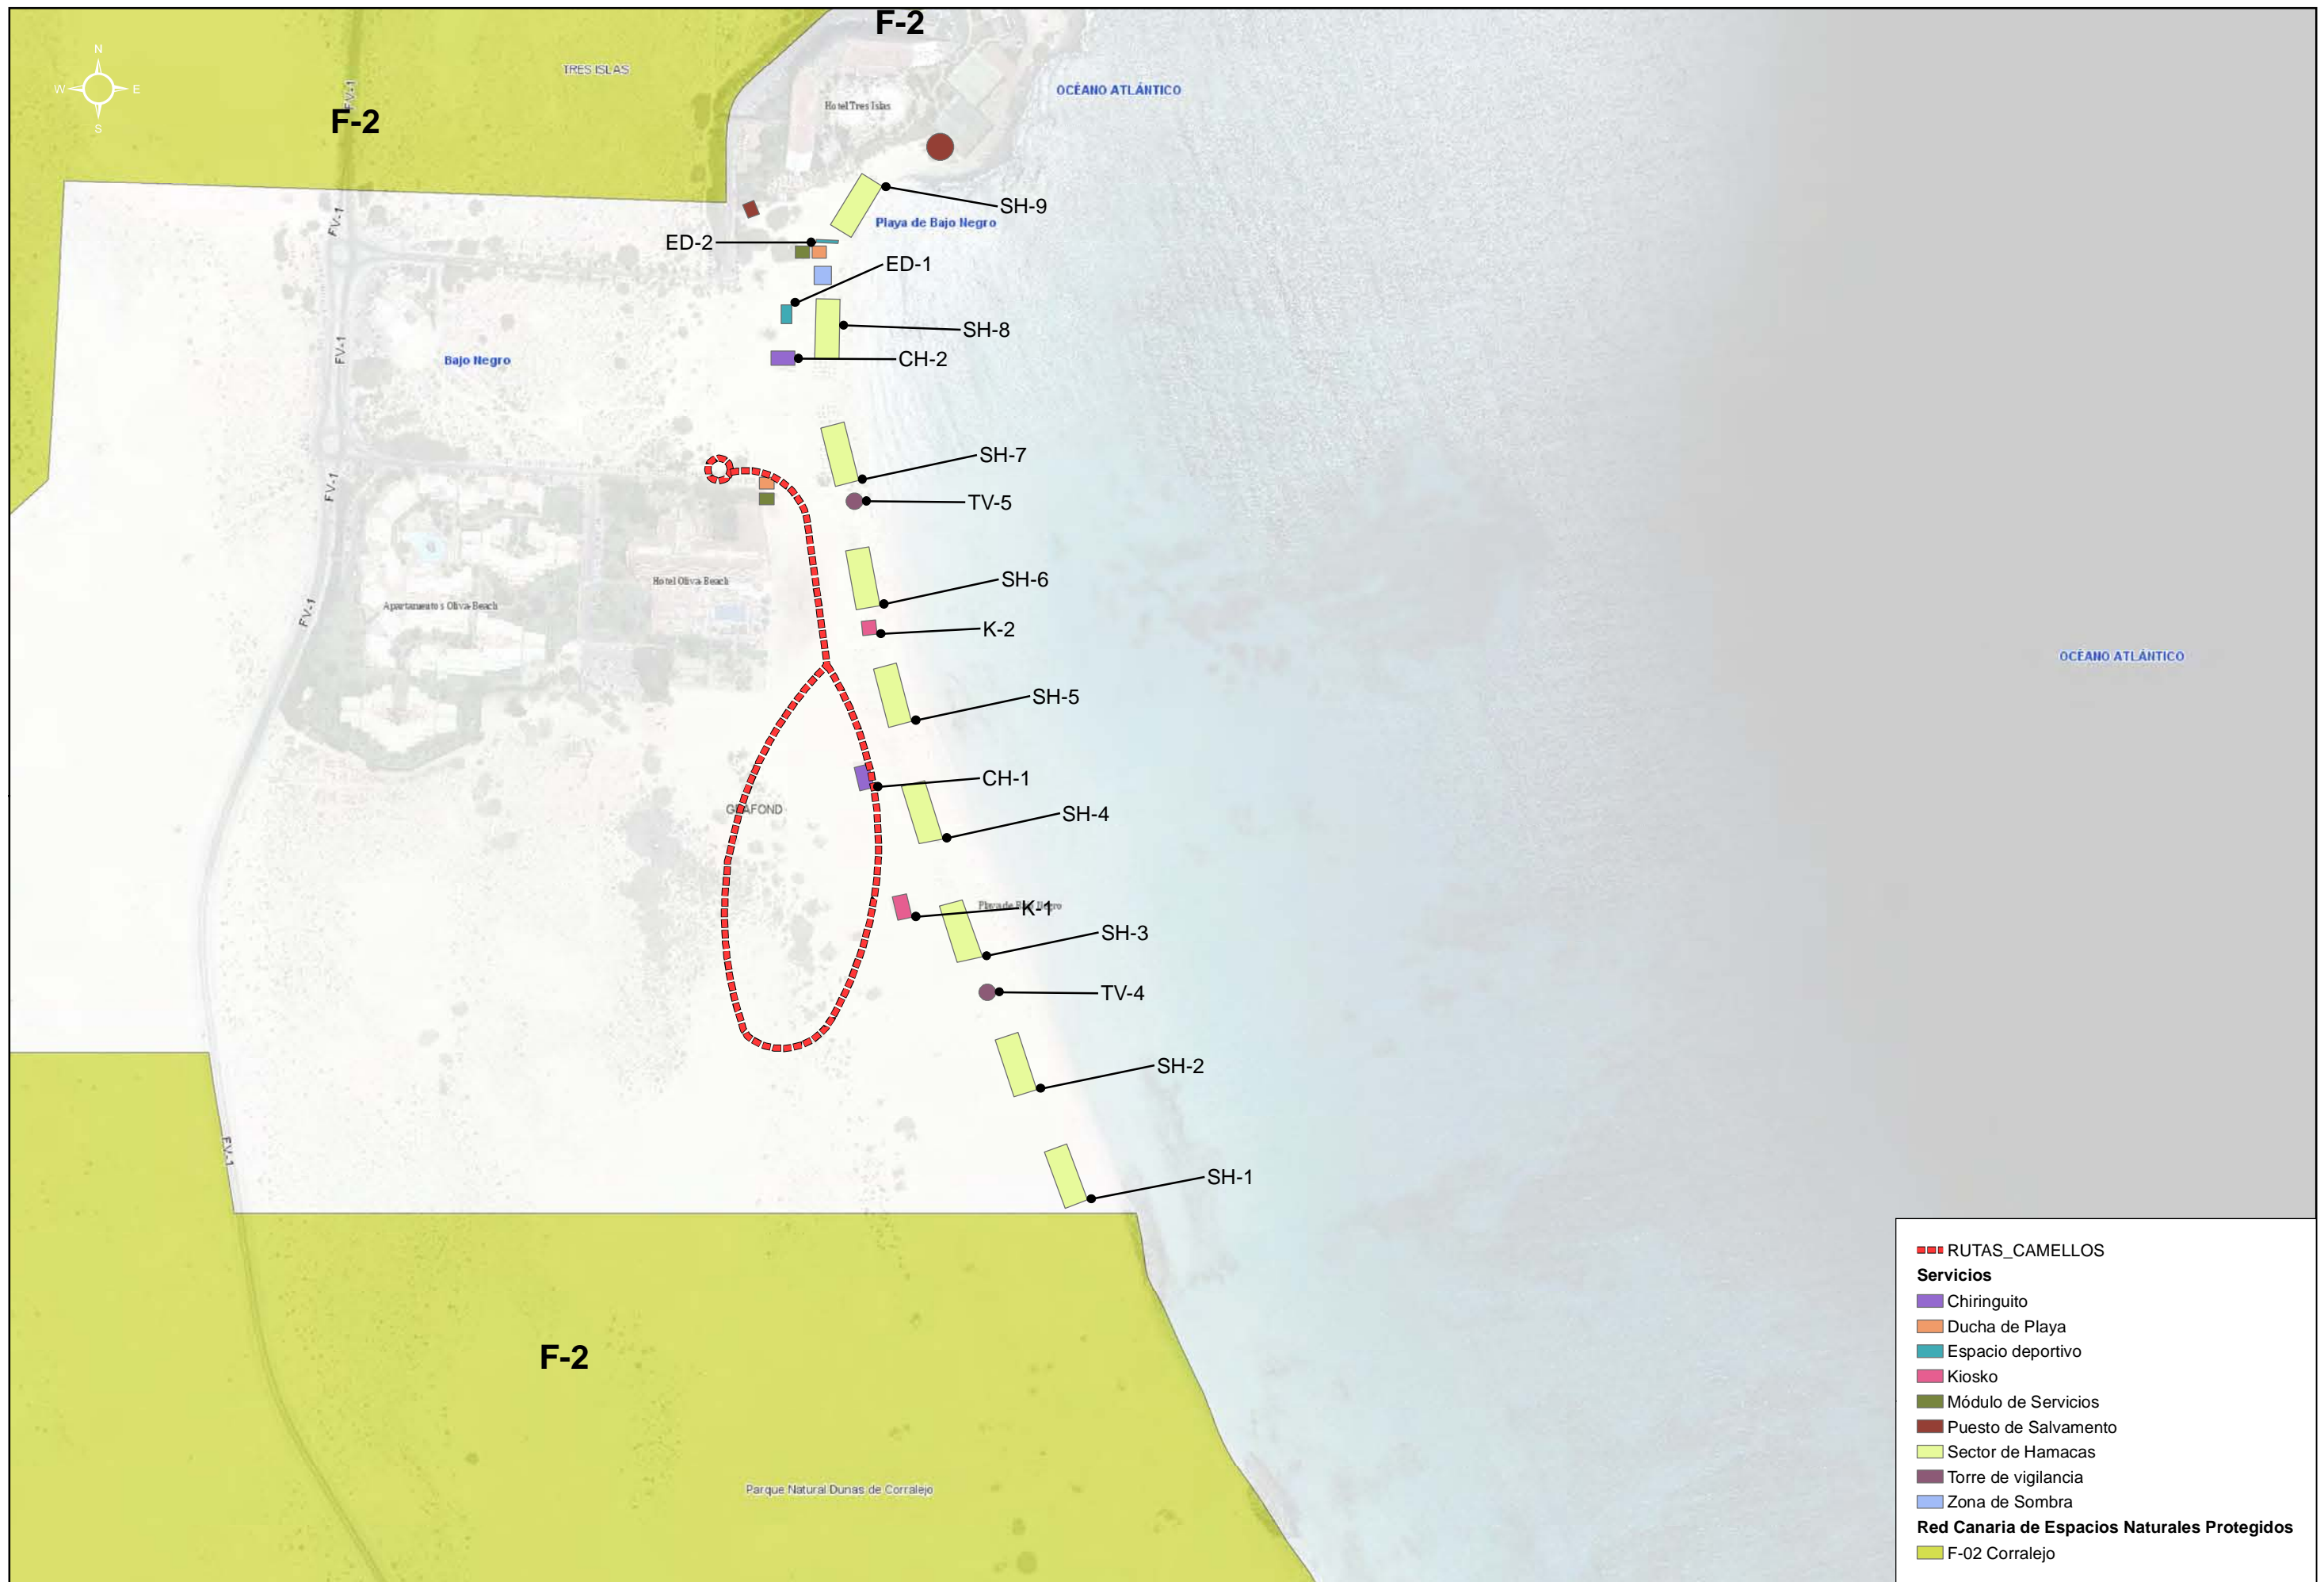 F-2
N
W E
S
TRES ISLAS
FV-1
F-2
OCÉANO ATLÁNTICO
Hotel Tres Islas
SH-9
FV-1
Playa de Bajo Negro
ED-2
ED-1
SH-8
FV-1
Bajo Negro
CH-2
SH-7
FV-1
TV-5
SH-6
Hotel Oliva Beach
Apartamentos Oliva Beach
FV-1
K-2
OCÉANO ATLÁNTICO
SH-5
CH-1
GEAFOND
SH-4
Playa de Bajo Negro
K-1
SH-3
TV-4
SH-2
FV-1
SH-1
F-2
Parque Natural Dunas de Corralejo
RUTAS_CAMELLOS
Servicios
Chiringuito
Ducha de Playa
Espacio deportivo
Kiosko
Módulo de Servicios
Puesto de Salvamento
Sector de Hamacas
Torre de vigilancia
Zona de Sombra
Red Canaria de Espacios Naturales Protegidos
F-02 Corralejo